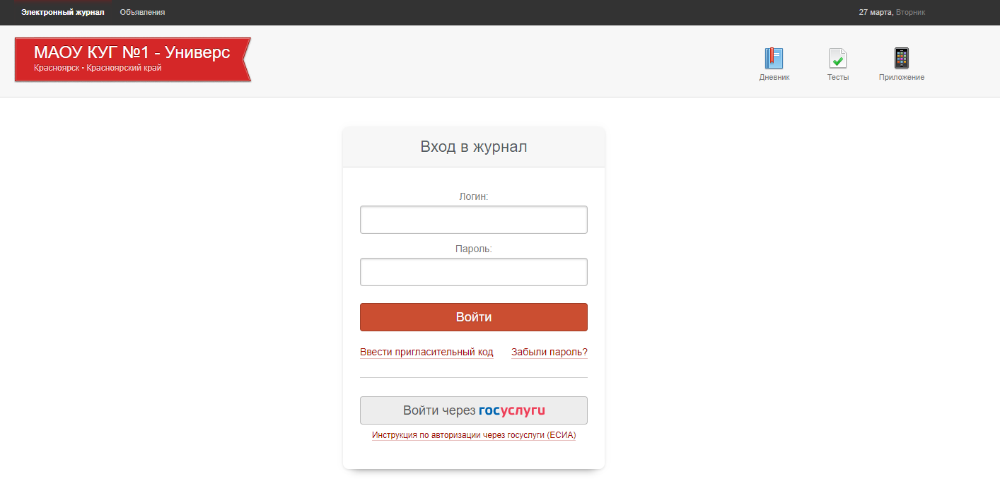 Электронный журнал Объявления 27 марта, Вторник
МАОУ КУГ №1 - Универс
Красноярск - Красноярский край
Дневник Тесты Приложение
Вход в журнал
Логин:
Пароль:
Войти
Ввести пригласительный код Забыли пароль?
Войти через госуслуги
Инструкция по авторизации через госуслуги (ЕСИА)